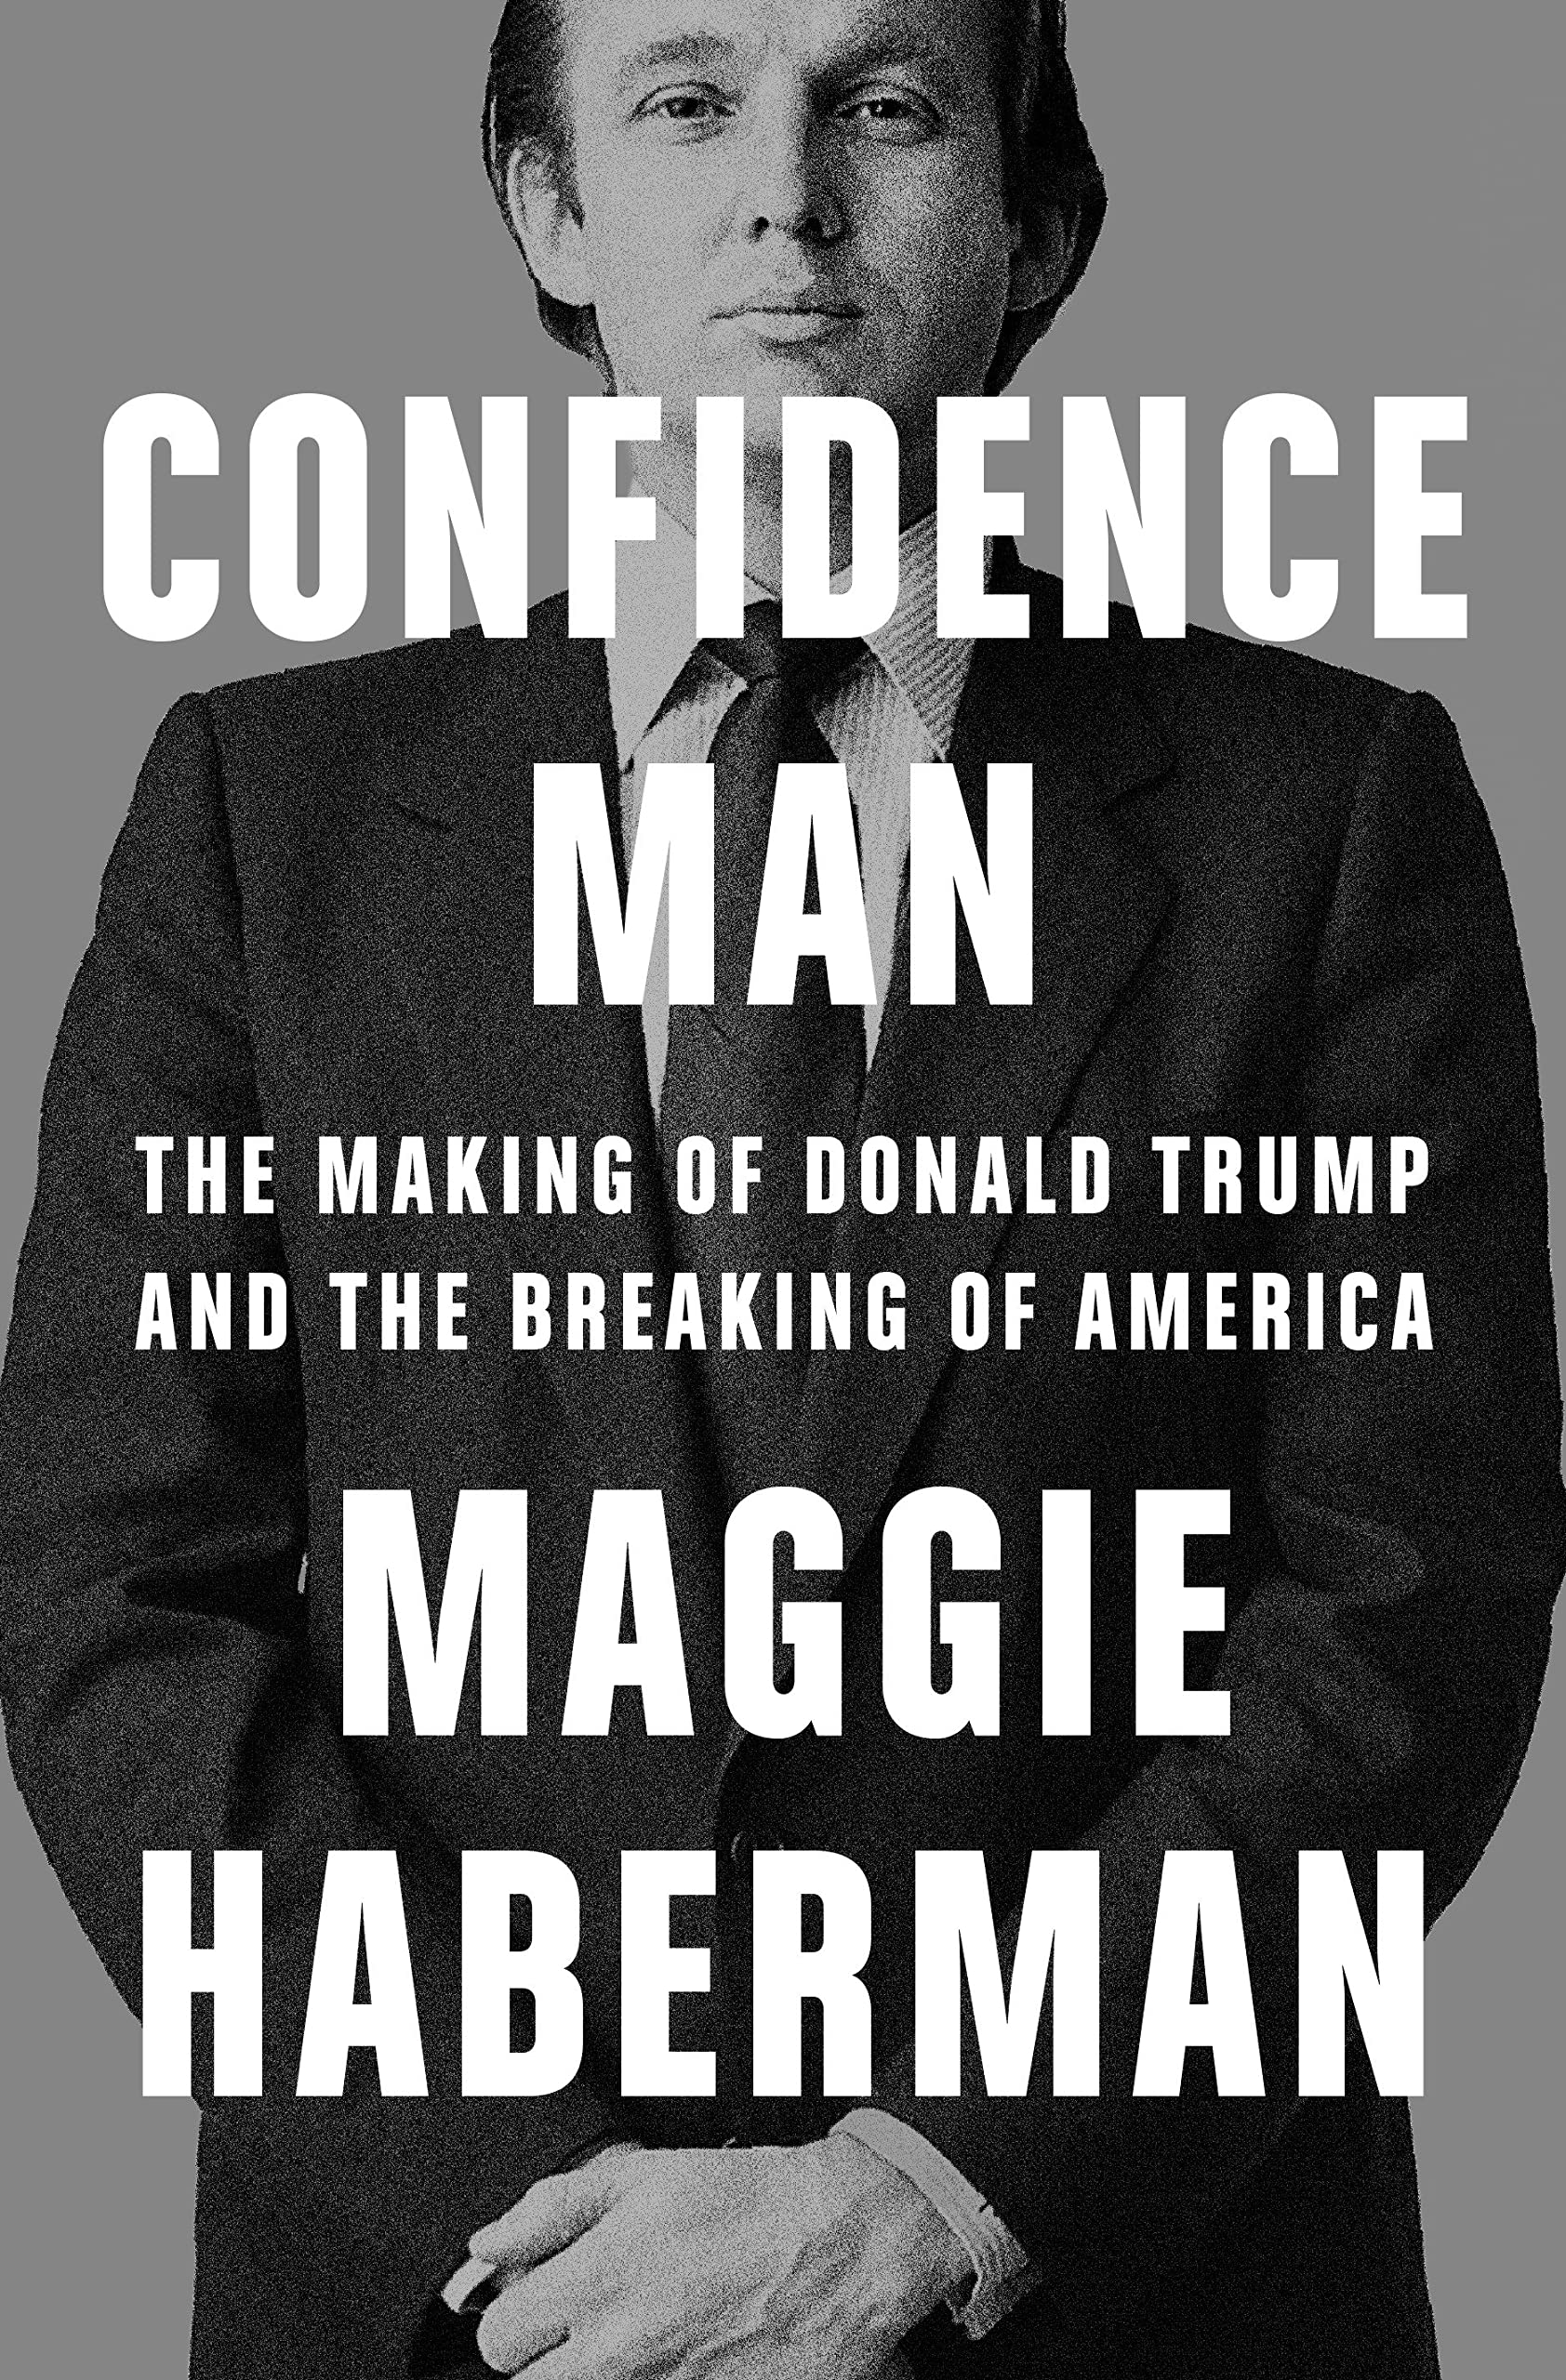 CONFIDENCE
MAN
THE MAKING OF DONALD TRUMP
AND THE BREAKING OF AMERICA
MAGGIE
HABERMAN